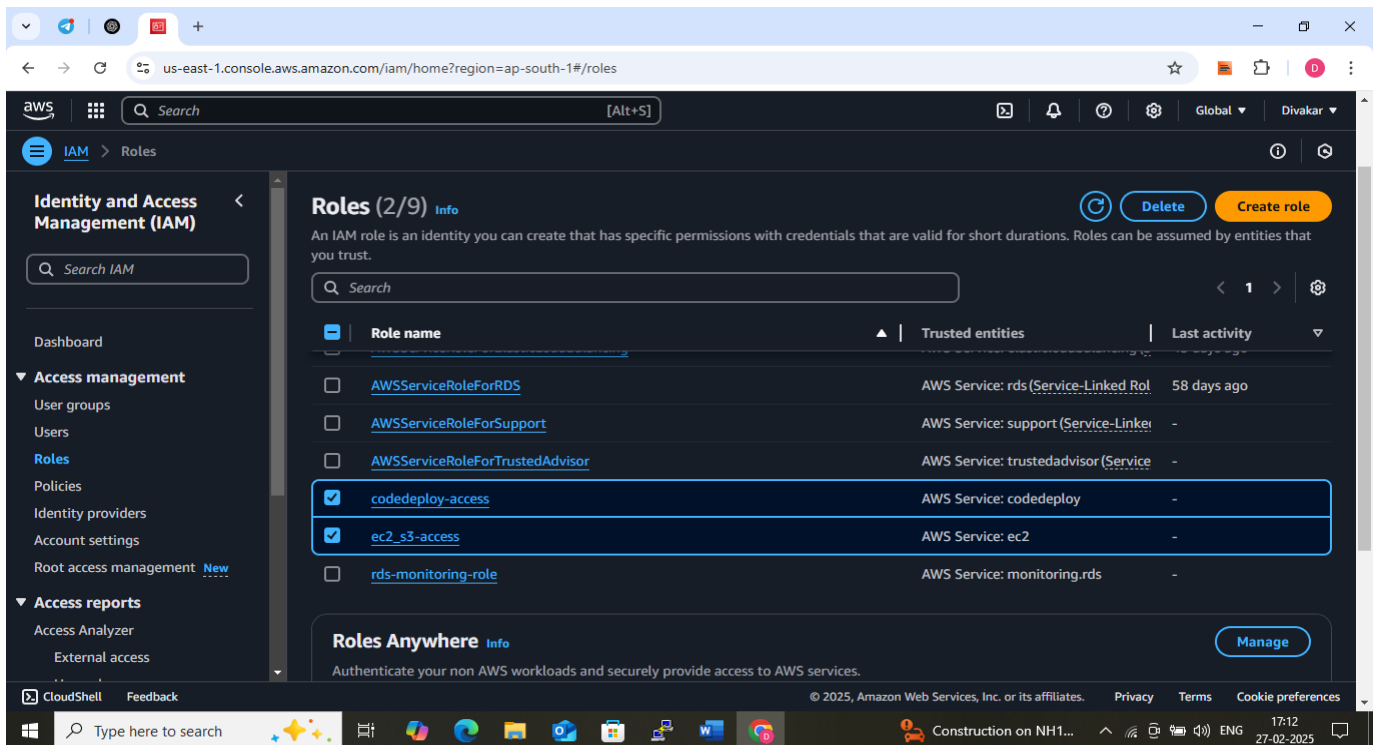 us-east-1.console.aws.amazon.com/iam/home?region=ap-south-1#/roles
D
aws
Search [Alt+S]
Global
Divakar
IAM > Roles
Identity and Access Management (IAM)
Search IAM
Dashboard
Access management
User groups
Users
Roles
Policies
Identity providers
Account settings
Root access management New
Access reports
Access Analyzer
External access
Roles (2/9) Info
Delete
Create role
An IAM role is an identity you can create that has specific permissions with credentials that are valid for short durations. Roles can be assumed by entities that
you trust.
Search
1
Role name Trusted entities Last activity
AWSServiceRoleForRDS AWS Service: rds (Service-Linked Rol 58 days ago
AWSServiceRoleForSupport AWS Service: support (Service-Linke -
AWSServiceRoleForTrustedAdvisor AWS Service: trustedadvisor (Service -
codedeploy-access AWS Service: codedeploy -
ec2_s3-access AWS Service: ec2 -
rds-monitoring-role AWS Service: monitoring.rds -
Roles Anywhere Info
Manage
Authenticate your non AWS workloads and securely provide access to AWS services.
CloudShell Feedback © 2025, Amazon Web Services, Inc. or its affiliates. Privacy Terms Cookie preferences
Type here to search
Construction on NH1...
ENG
17:12
27-02-2025